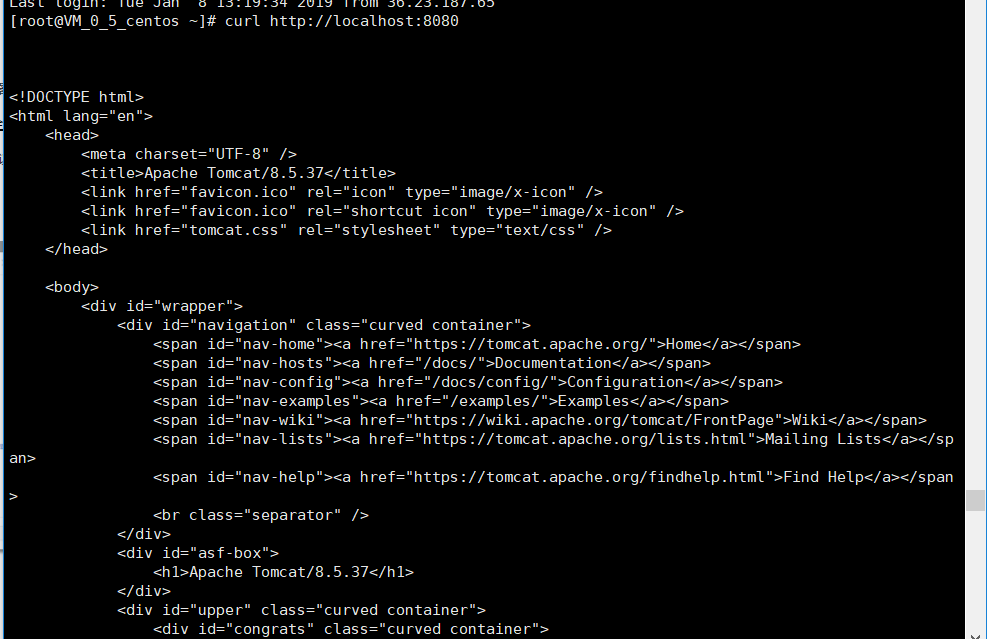 Last login: Tue Jan  8 13:19:34 2019 from 36.23.187.65
[root@VM_0_5_centos ~]# curl http://localhost:8080
<!DOCTYPE html>
<html lang="en">
    <head>
        <meta charset="UTF-8" />
        <title>Apache Tomcat/8.5.37</title>
        <link href="favicon.ico" rel="icon" type="image/x-icon" />
        <link href="favicon.ico" rel="shortcut icon" type="image/x-icon" />
        <link href="tomcat.css" rel="stylesheet" type="text/css" />
    </head>
    <body>
        <div id="wrapper">
            <div id="navigation" class="curved container">
                <span id="nav-home"><a href="https://tomcat.apache.org/">Home</a></span>
                <span id="nav-hosts"><a href="/docs/">Documentation</a></span>
                <span id="nav-config"><a href="/docs/config/">Configuration</a></span>
                <span id="nav-examples"><a href="/examples/">Examples</a></span>
                <span id="nav-wiki"><a href="https://wiki.apache.org/tomcat/FrontPage">Wiki</a></span>
                <span id="nav-lists"><a href="https://tomcat.apache.org/lists.html">Mailing Lists</a></sp
an>
                <span id="nav-help"><a href="https://tomcat.apache.org/findhelp.html">Find Help</a></span
>
                <br class="separator" />
            </div>
            <div id="asf-box">
                <h1>Apache Tomcat/8.5.37</h1>
            </div>
            <div id="upper" class="curved container">
                <div id="congrats" class="curved container">